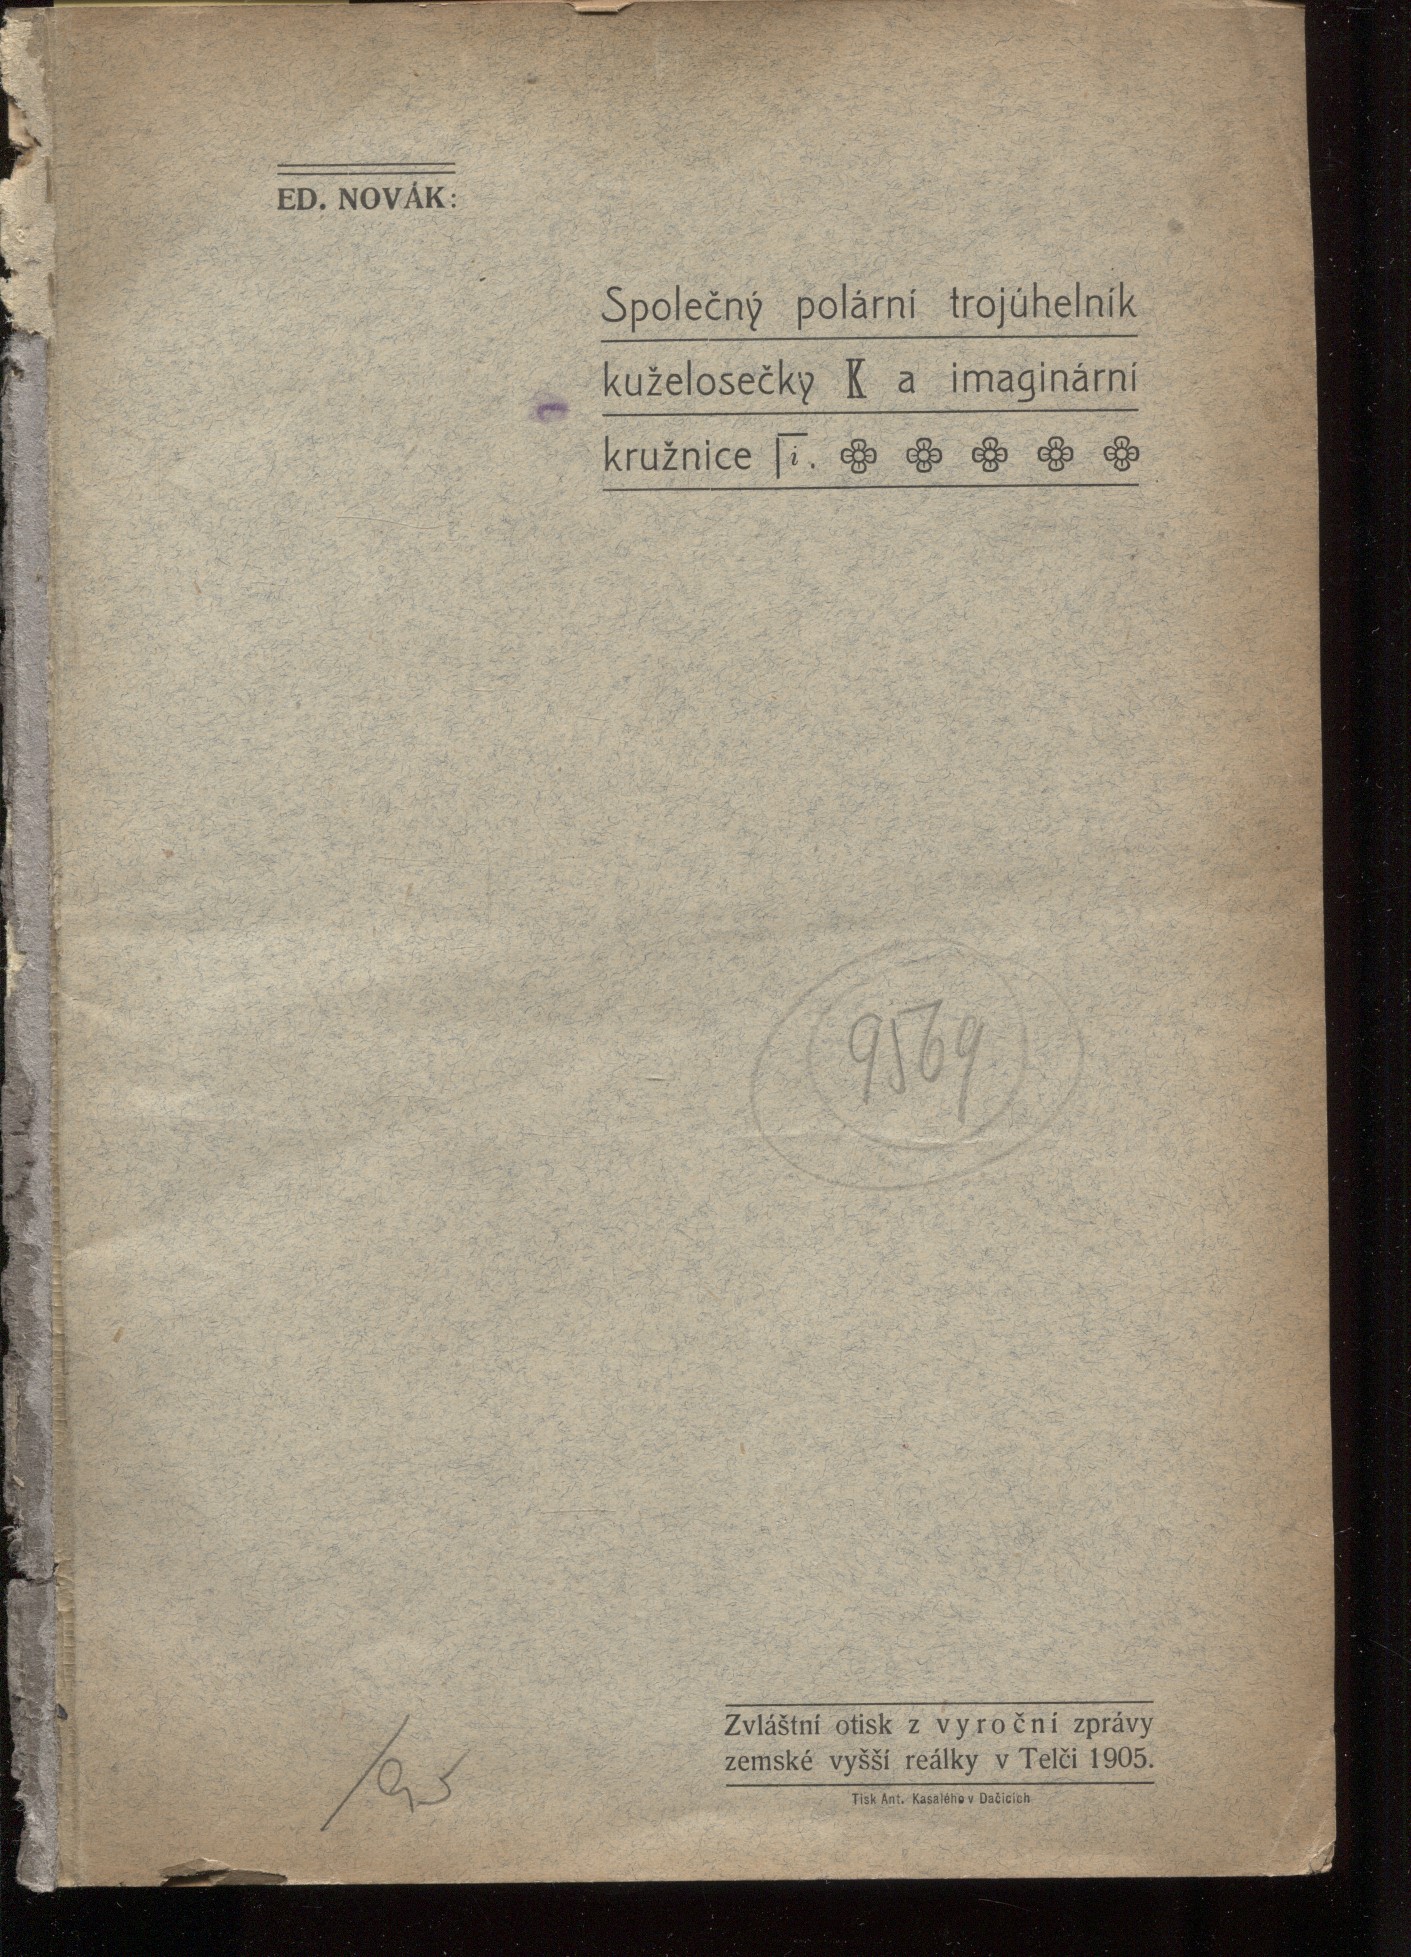 ED. NOVÁK:
Společný polární trojúhelník
kuželosečky K a imaginární
kružnice Γi.
9569
Zvláštní otisk z vyroční zprávy
zemské vyšší reálky v Telči 1905.
Tisk Ant. Kasalého v Dačicích